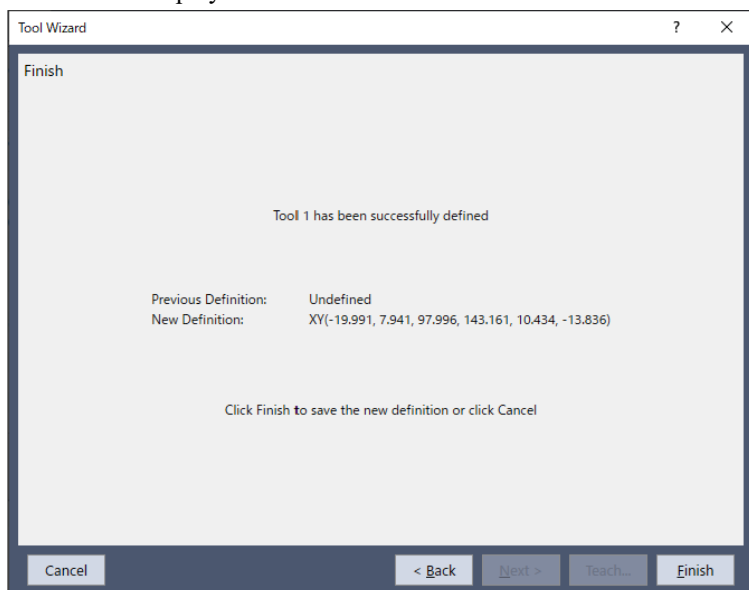 Tool Wizard ? ×
Finish
Tool 1 has been successfully defined
Previous Definition: Undefined
New Definition: XY(-19.991, 7.941, 97.996, 143.161, 10.434, -13.836)
Click Finish to save the new definition or click Cancel
Cancel < Back Next > Teach... Finish